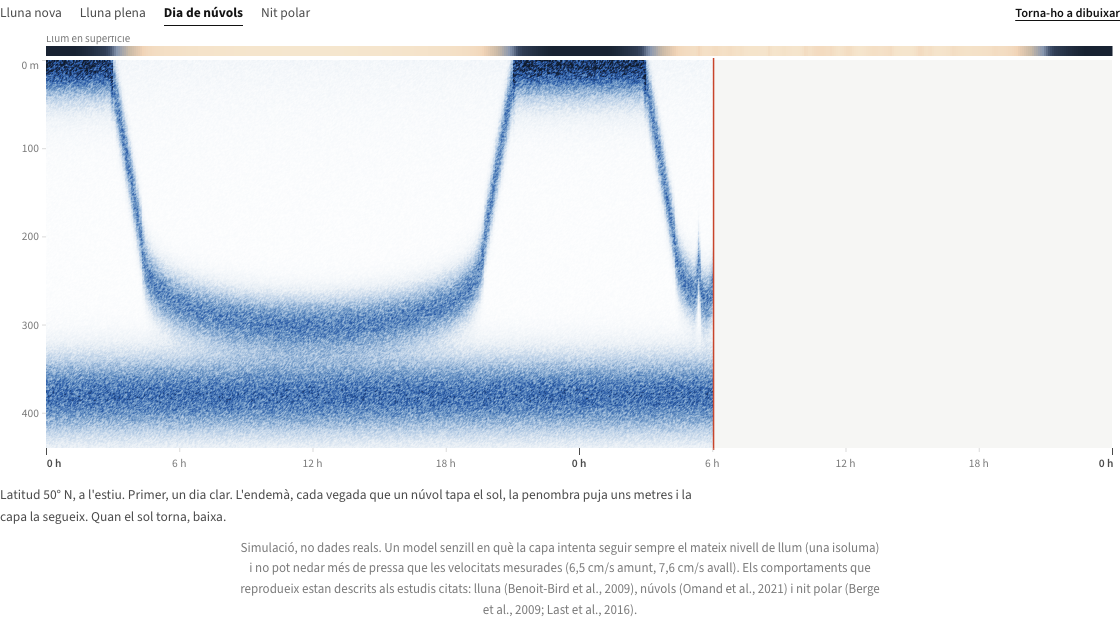 Lluna nova Lluna plena Dia de núvols Nit polar Torna-ho a dibuixar
Llum en superfície
0 m
100
200
300
400
0 h 6 h 12 h 18 h 0 h 6 h 12 h 18 h 0 h
Latitud 50° N, a l'estiu. Primer, un dia clar. L'endemà, cada vegada que un núvol tapa el sol, la penombra puja uns metres i la
capa la segueix. Quan el sol torna, baixa.
Simulació, no dades reals. Un model senzill en què la capa intenta seguir sempre el mateix nivell de llum (una isoluma)
i no pot nedar més de pressa que les velocitats mesurades (6,5 cm/s amunt, 7,6 cm/s avall). Els comportaments que
reprodueix estan descrits als estudis citats: lluna (Benoit-Bird et al., 2009), núvols (Omand et al., 2021) i nit polar (Berge
et al., 2009; Last et al., 2016).